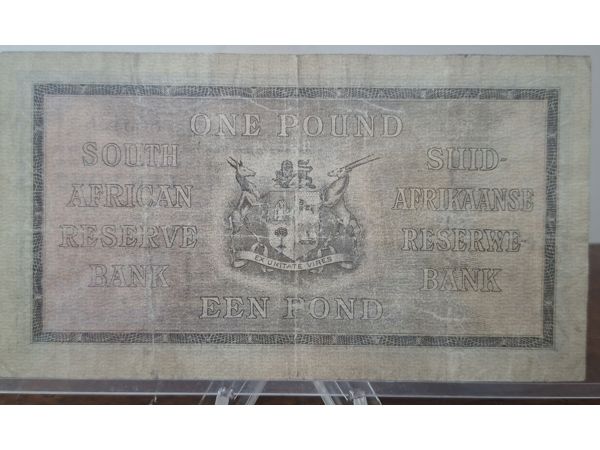 ONE POUND
SOUTH
AFRICAN
RESERVE
BANK
EX UNITATE VIRES
SUID-
AFRIKAANSE
RESERWE-
BANK
EEN POND